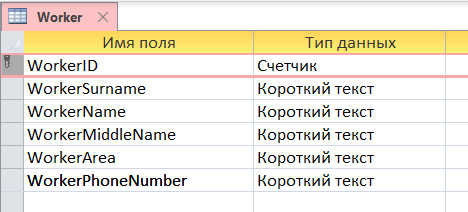 Worker
Имя поля Тип данных
WorkerID Счетчик
WorkerSurname Короткий текст
WorkerName Короткий текст
WorkerMiddleName Короткий текст
WorkerArea Короткий текст
WorkerPhoneNumber Короткий текст